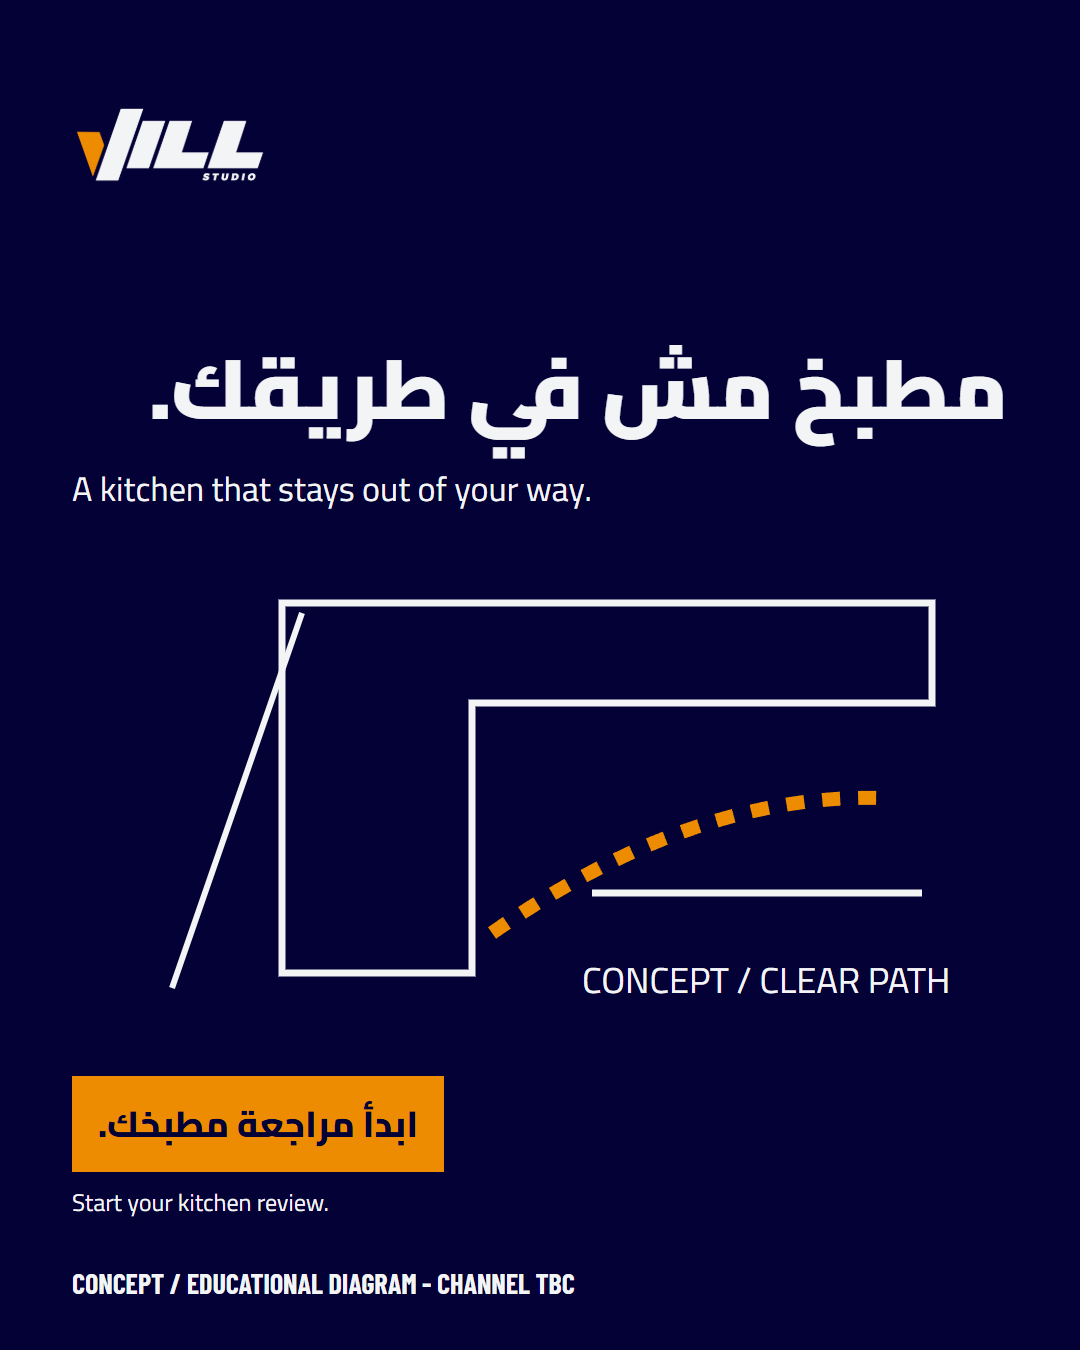 VILL
STUDIO
مطبخ مش في طريقك.
A kitchen that stays out of your way.
CONCEPT / CLEAR PATH
ابدأ مراجعة مطبخك.
Start your kitchen review.
CONCEPT / EDUCATIONAL DIAGRAM - CHANNEL TBC